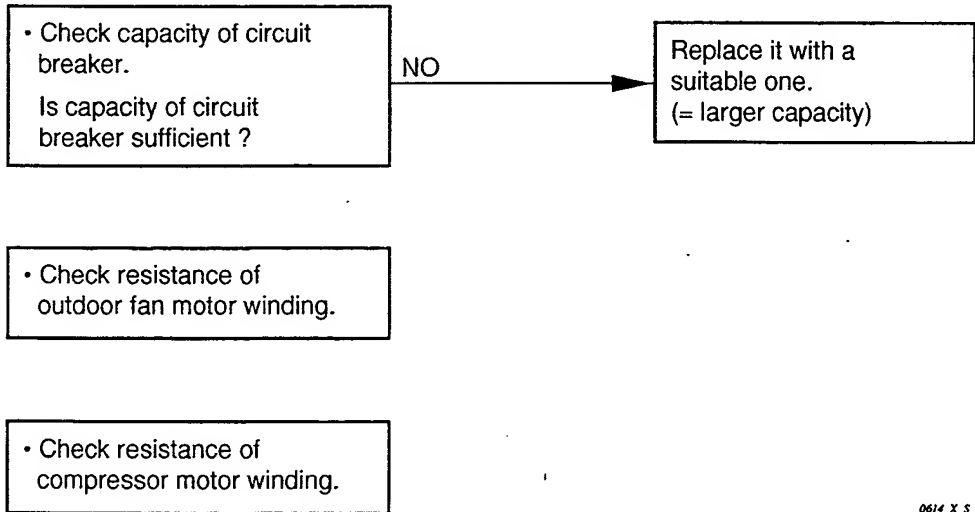 • Check capacity of circuit
breaker.
Is capacity of circuit
breaker sufficient ?
NO
Replace it with a
suitable one.
(= larger capacity)
• Check resistance of
outdoor fan motor winding.
• Check resistance of
compressor motor winding.
0614 X S